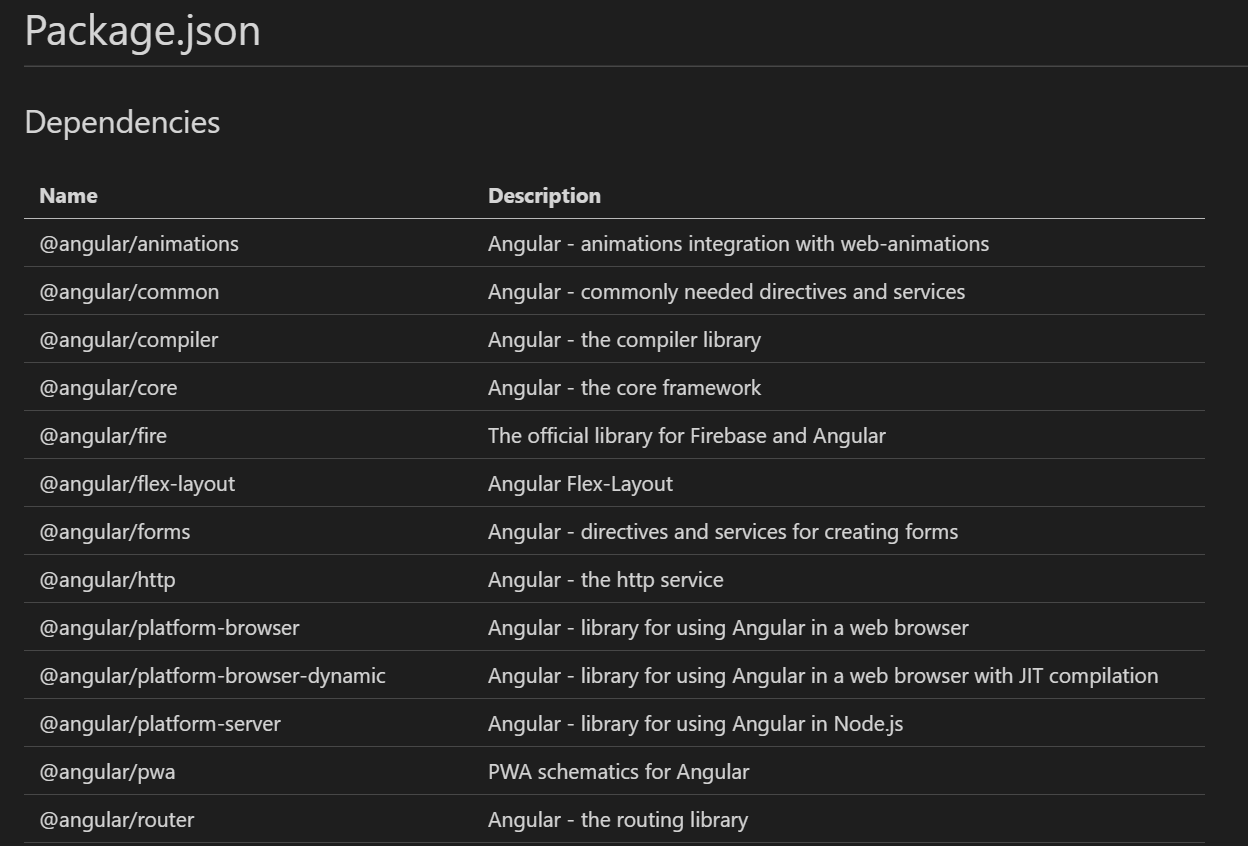 Package.json
Dependencies
Name Description
@angular/animations Angular - animations integration with web-animations
@angular/common Angular - commonly needed directives and services
@angular/compiler Angular - the compiler library
@angular/core Angular - the core framework
@angular/fire The official library for Firebase and Angular
@angular/flex-layout Angular Flex-Layout
@angular/forms Angular - directives and services for creating forms
@angular/http Angular - the http service
@angular/platform-browser Angular - library for using Angular in a web browser
@angular/platform-browser-dynamic Angular - library for using Angular in a web browser with JIT compilation
@angular/platform-server Angular - library for using Angular in Node.js
@angular/pwa PWA schematics for Angular
@angular/router Angular - the routing library